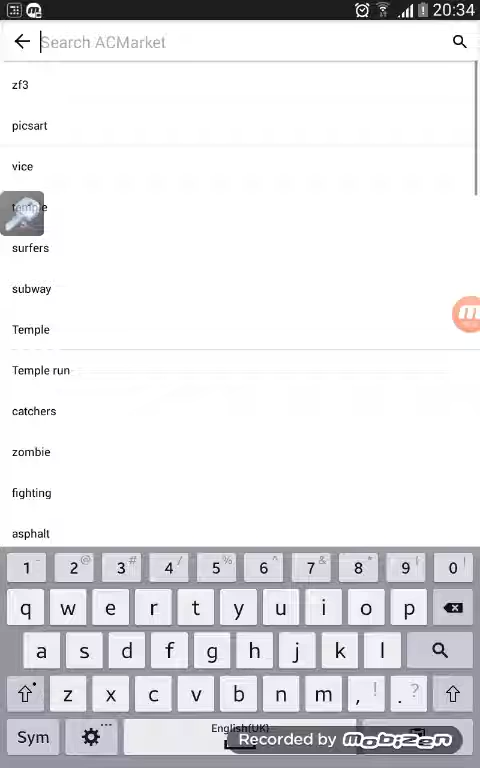 20:34
Search ACMarket
zf3
picsart
vice
temple
surfers
subway
Temple
Temple run
catchers
zombie
fighting
asphalt
1 2 @ 3 # 4 / 5 % 6 ^ 7 & 8 * 9 ( 0 )
q w e r t y u i o p
a s d f g h j k l
z x c v b n m , ! . ?
Sym English(UK)
Recorded by mobizen